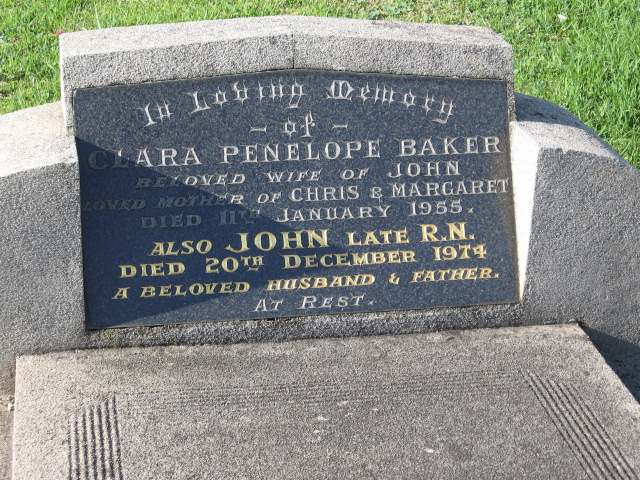 In Loving Memory
- of -
CLARA PENELOPE BAKER
BELOVED WIFE OF JOHN
LOVED MOTHER OF CHRIS & MARGARET
DIED 11TH JANUARY 1955.
ALSO JOHN LATE R.N.
DIED 20TH DECEMBER 1974
A BELOVED HUSBAND & FATHER.
AT REST.